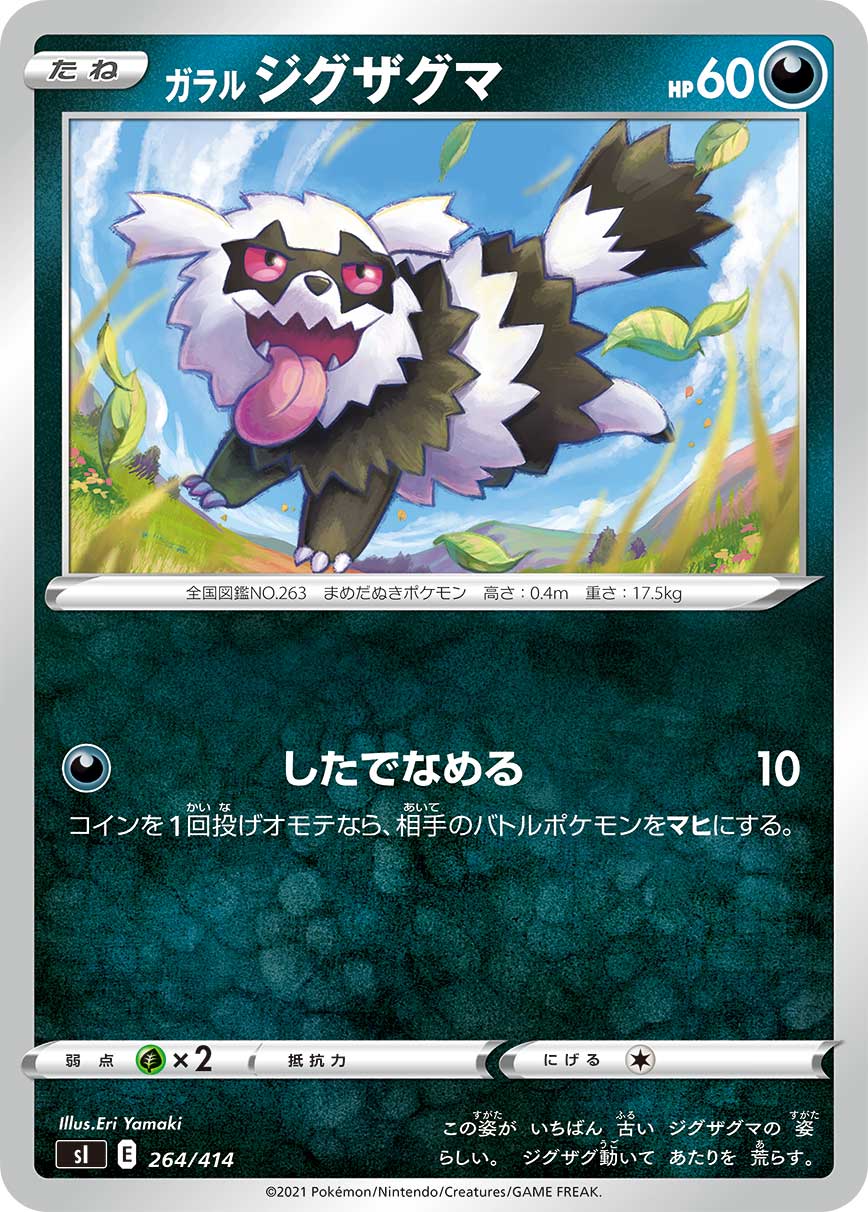 たね ガラル ジグザグマ HP60
全国図鑑NO.263 まめだぬきポケモン 高さ：0.4m 重さ：17.5kg
したでなめる 10
コインを1回投げオモテなら、相手のバトルポケモンをマヒにする。
弱点 ×2 抵抗力 にげる
Illus.Eri Yamaki
この姿が いちばん 古い ジグザグマの 姿
らしい。 ジグザグ動いて あたりを 荒らす。
sI E 264/414
©2021 Pokémon/Nintendo/Creatures/GAME FREAK.